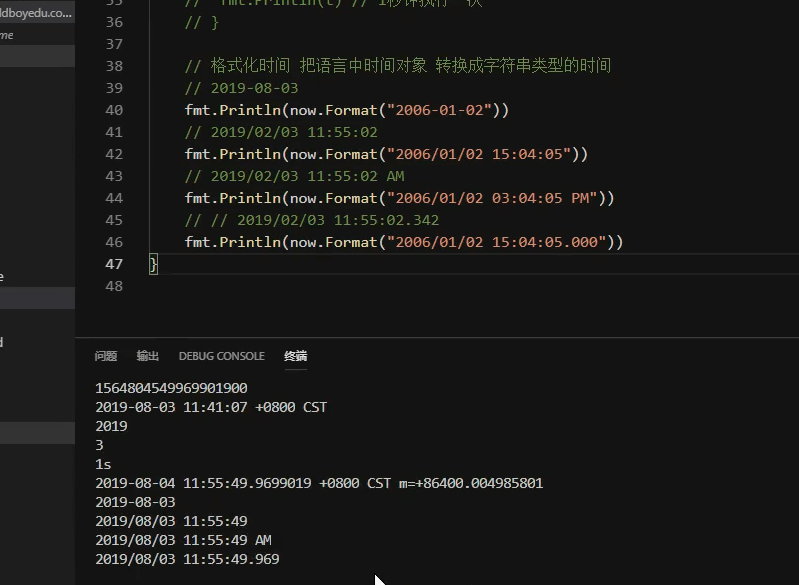 ldboyedu.co...
me
35 // fmt.Println(t) // 1秒钟执行一次
36 // }
37
38 // 格式化时间 把语言中时间对象 转换成字符串类型的时间
39 // 2019-08-03
40 fmt.Println(now.Format("2006-01-02"))
41 // 2019/02/03 11:55:02
42 fmt.Println(now.Format("2006/01/02 15:04:05"))
43 // 2019/02/03 11:55:02 AM
44 fmt.Println(now.Format("2006/01/02 03:04:05 PM"))
45 // // 2019/02/03 11:55:02.342
46 fmt.Println(now.Format("2006/01/02 15:04:05.000"))
e
47 }
48
d
问题 输出 DEBUG CONSOLE 终端
1564804549969901900
2019-08-03 11:41:07 +0800 CST
2019
3
1s
2019-08-04 11:55:49.9699019 +0800 CST m=+86400.004985801
2019-08-03
2019/08/03 11:55:49
2019/08/03 11:55:49 AM
2019/08/03 11:55:49.969